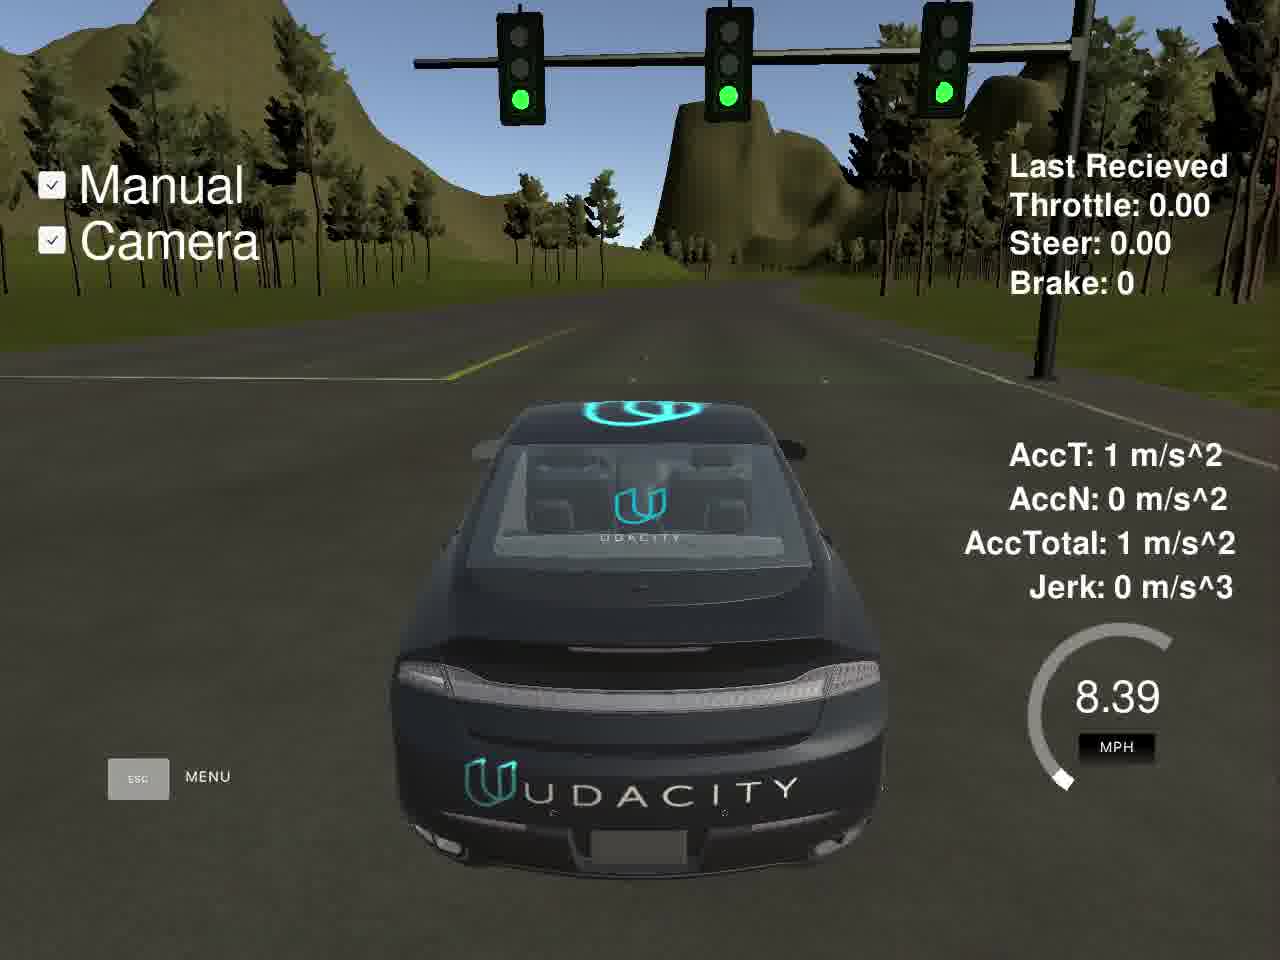 Manual
Camera
Last Recieved
Throttle: 0.00
Steer: 0.00
Brake: 0
AccT: 1 m/s^2
AccN: 0 m/s^2
AccTotal: 1 m/s^2
Jerk: 0 m/s^3
UDACITY
8.39
MPH
ESC MENU
UDACITY